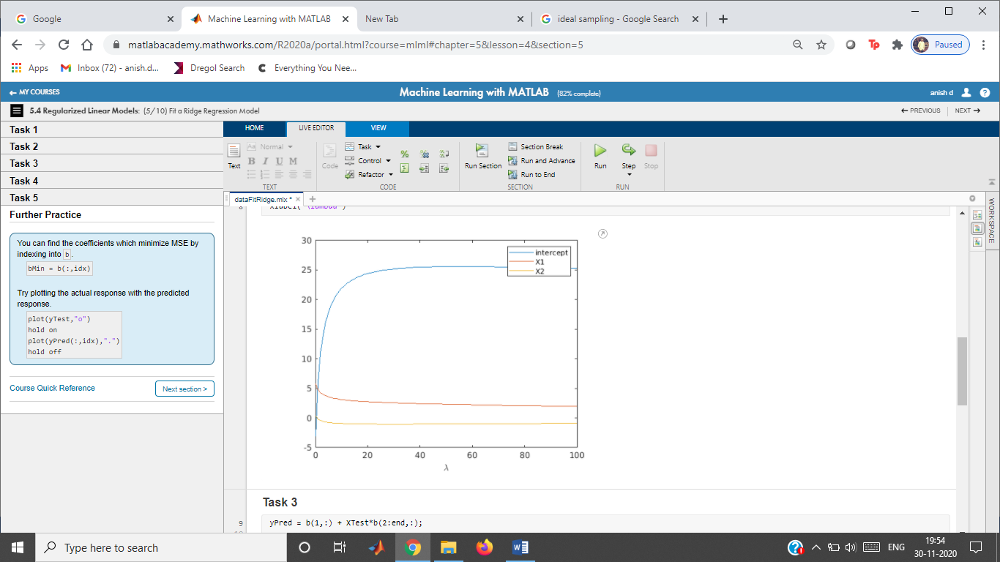 Google
Machine Learning with MATLAB
New Tab
ideal sampling - Google Search
matlabacademy.mathworks.com/R2020a/portal.html?course=mlml#chapter=5&lesson=4&section=5
Tp
Paused
Apps
Inbox (72) - anish.d...
Dregol Search
Everything You Nee...
MY COURSES
Machine Learning with MATLAB (82% complete)
anish d
5.4 Regularized Linear Models: (5/10) Fit a Ridge Regression Model
PREVIOUS
NEXT
Task 1
Task 2
Task 3
Task 4
Task 5
Further Practice
You can find the coefficients which minimize MSE by
indexing into b.
bMin = b(:,idx)
Try plotting the actual response with the predicted
response.
plot(yTest,"o")
hold on
plot(yPred(:,idx),".")
hold off
Course Quick Reference
Next section >
HOME
LIVE EDITOR
VIEW
Text
Aa Normal
B I U M
TEXT
Code
Task
Control
Refactor
CODE
Run Section
Section Break
Run and Advance
Run to End
SECTION
Run
Step
Stop
RUN
dataFitRidge.mlx *
WORKSPACE
8 xlabel("\lambda")
30
25
20
15
10
5
0
-5
0 20 40 60 80 100
λ
intercept
X1
X2
Task 3
9 yPred = b(1,:) + XTest*b(2:end,:);
Type here to search
ENG
19:54
30-11-2020